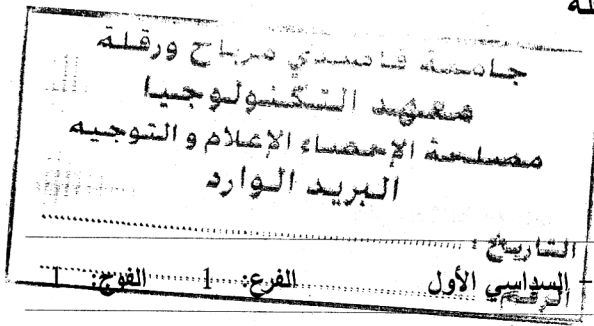 لة
جامعة قاصدي مرباح ورقلة
معهد التكنولوجيا
مصلحة الإحصاء الإعلام و التوجيه
البريد الوارد
التاريخ :
السداسي الأول الفرع: 1 الفوج: 1
الرقم